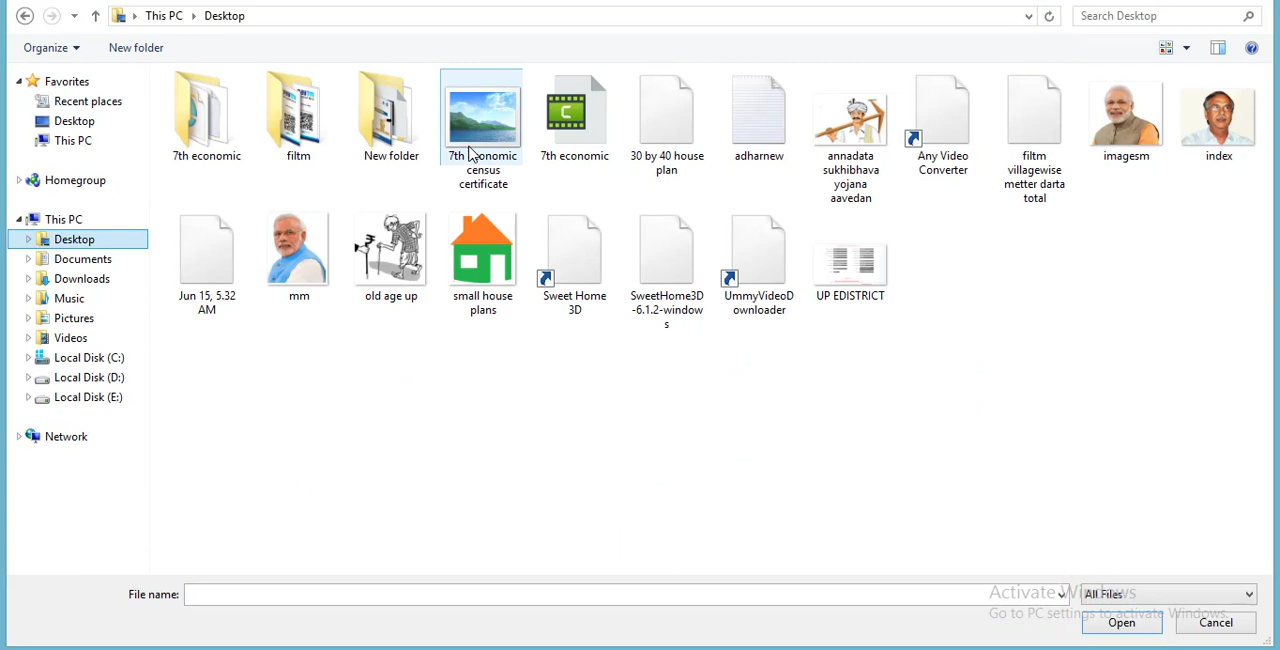 This PC
Desktop
Search Desktop
Organize
New folder
Favorites
Recent places
Desktop
This PC
Homegroup
This PC
Desktop
Documents
Downloads
Music
Pictures
Videos
Local Disk (C:)
Local Disk (D:)
Local Disk (E:)
Network
7th economic
filtm
New folder
7th economic
census
certificate
7th economic
30 by 40 house
plan
adharnew
annadata
sukhibhava
yojana
aavedan
Any Video
Converter
filtm
villagewise
metter darta
total
imagesm
index
Jun 15, 5.32
AM
mm
old age up
small house
plans
Sweet Home
3D
SweetHome3D
-6.1.2-window
s
UmmyVideoD
ownloader
UP EDISTRICT
File name:
All Files
Activate Windows
Go to PC settings to activate Windows.
Open
Cancel